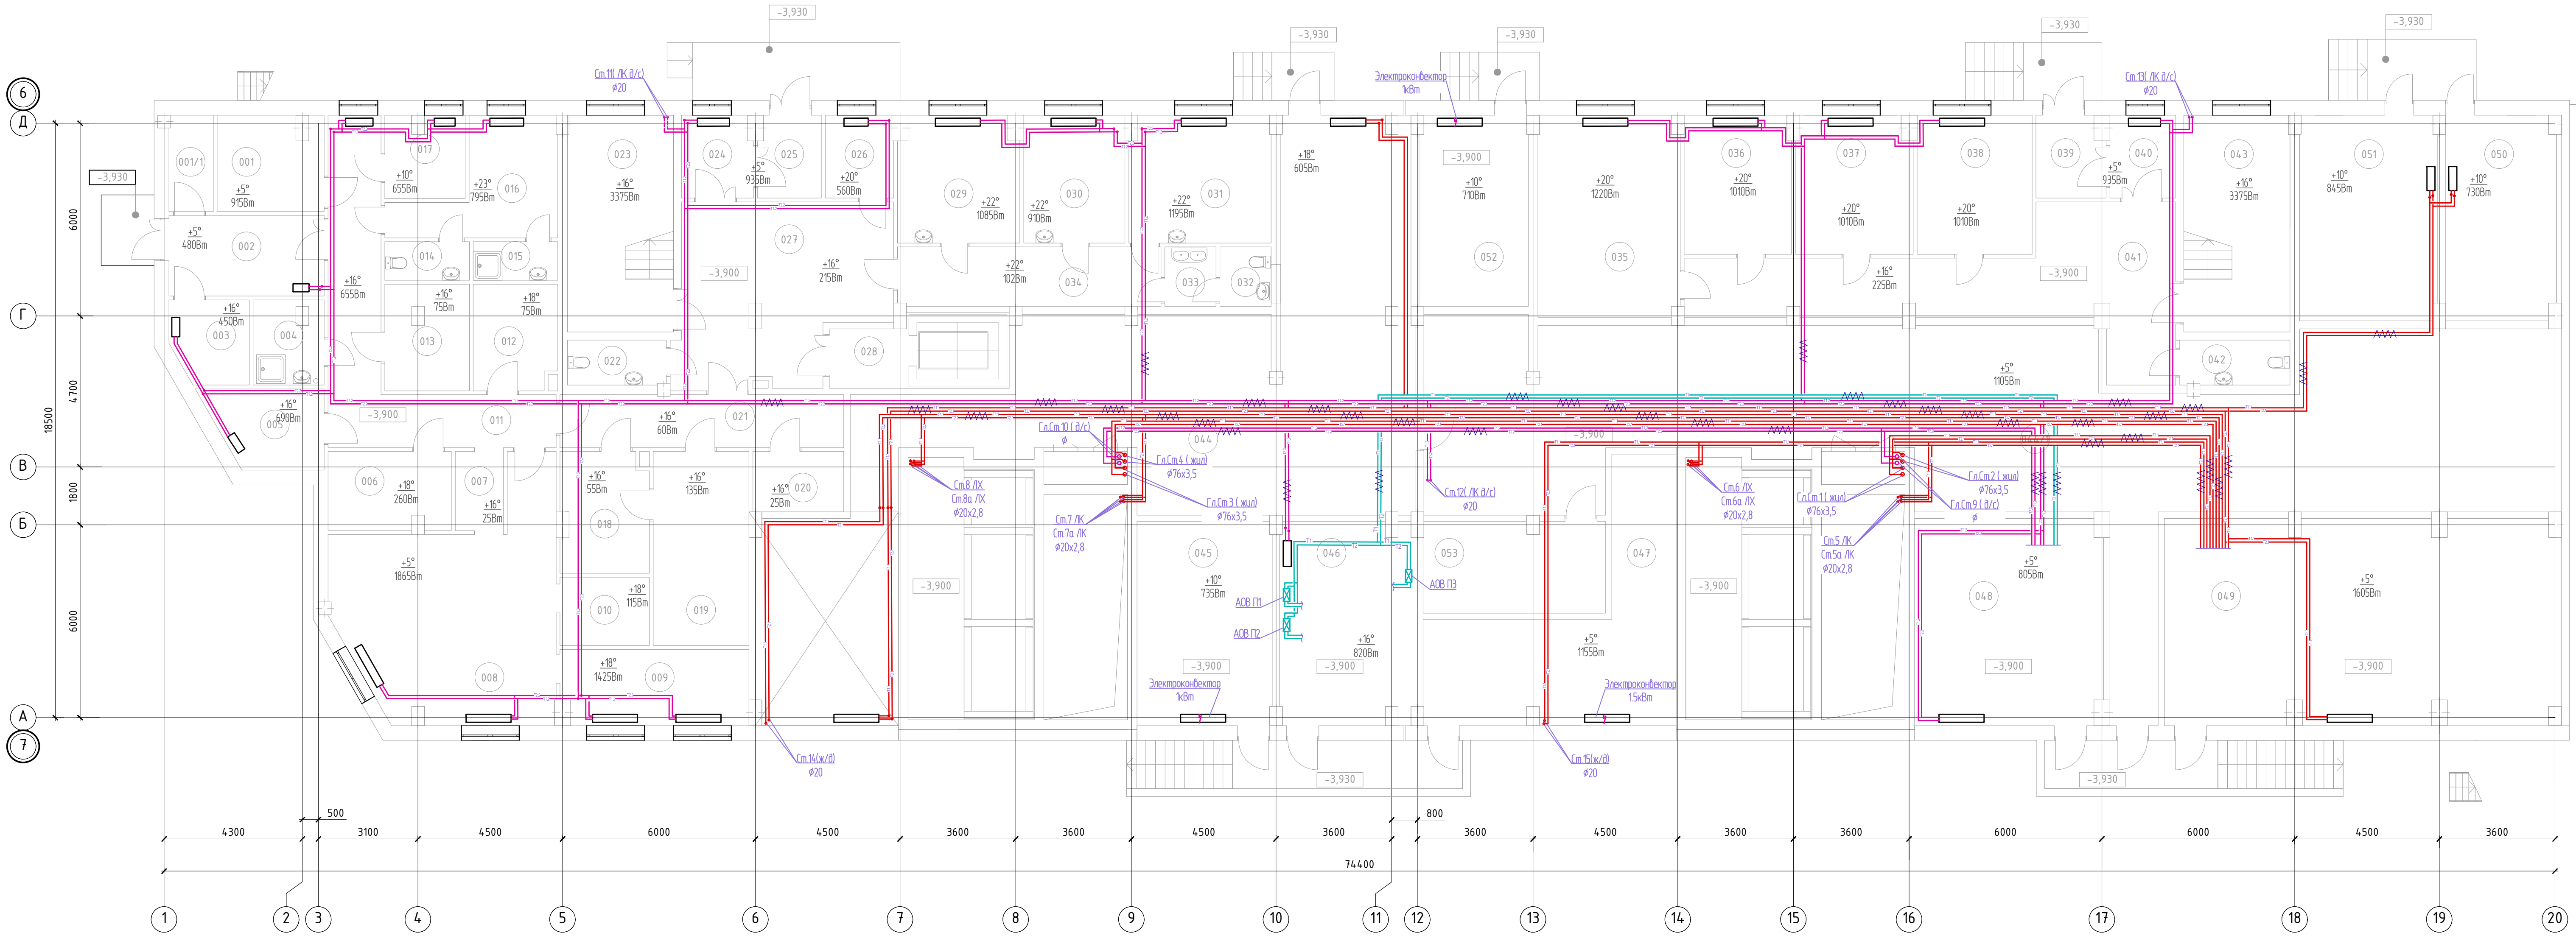 -3,930
-3,930
-3,930
-3,930
-3,930
Ст.11( ЛК д/с)
φ20
Электроконвектор
1кВт
Ст.13( ЛК д/с)
φ20
6
Д
001/1
001
+5°
915Вт
-3,930
017
+10°
655Вт
+23°
795Вт
016
023
+16°
3375Вт
024
+5°
935Вт
025
026
+20°
560Вт
029
+22°
1085Вт
030
+22°
910Вт
031
+22°
1195Вт
+18°
605Вт
-3,900
+10°
710Вт
+20°
1220Вт
036
+20°
1010Вт
037
+20°
1010Вт
038
+20°
1010Вт
039
+5°
935Вт
040
043
+16°
3375Вт
051
+10°
845Вт
050
+10°
730Вт
6000
+5°
480Вт
002
014
015
+16°
655Вт
+16°
75Вт
+18°
75Вт
-3,900
027
+16°
215Вт
+22°
102Вт
034
033
032
052
035
+16°
225Вт
-3,900
041
Г
+16°
450Вт
003
004
013
012
022
028
042
+5°
1105Вт
4700
18500
+16°
690Вт
005
-3,900
011
+16°
60Вт
021
Гл.Ст.10 ( д/с)
φ
044
-3,900
В
006
+18°
260Вт
007
+16°
25Вт
+16°
55Вт
+16°
135Вт
+16°
25Вт
020
018
Ст.8 ЛК
Ст.8а ЛК
φ20х2,8
Гл.Ст.4 ( жил)
φ76х3,5
Гл.Ст.3 ( жил)
φ76х3,5
Ст.7 ЛК
Ст.7а ЛК
φ20х2,8
Ст.12( ЛК д/с)
φ20
Ст.6 ЛК
Ст.6а ЛК
φ20х2,8
Гл.Ст.1 ( жил)
φ76х3,5
Гл.Ст.2 ( жил)
φ76х3,5
Гл.Ст.9 ( д/с)
φ
Ст.5 ЛК
Ст.5а ЛК
φ20х2,8
1800
Б
+5°
1865Вт
010
+18°
115Вт
019
-3,900
045
+10°
735Вт
046
АОВ П1
АОВ П2
АОВ П3
053
047
-3,900
048
+5°
805Вт
049
+5°
1605Вт
6000
008
+18°
1425Вт
009
-3,900
-3,900
+16°
820Вт
+5°
1155Вт
-3,900
-3,900
Электроконвектор
1кВт
Электроконвектор
1.5кВт
А
7
Ст.14(ж/д)
φ20
Ст.15(ж/д)
φ20
-3,930
-3,930
500
800
4300
3100
4500
6000
4500
3600
3600
4500
3600
3600
4500
3600
3600
6000
6000
4500
3600
74400
1
2
3
4
5
6
7
8
9
10
11
12
13
14
15
16
17
18
19
20